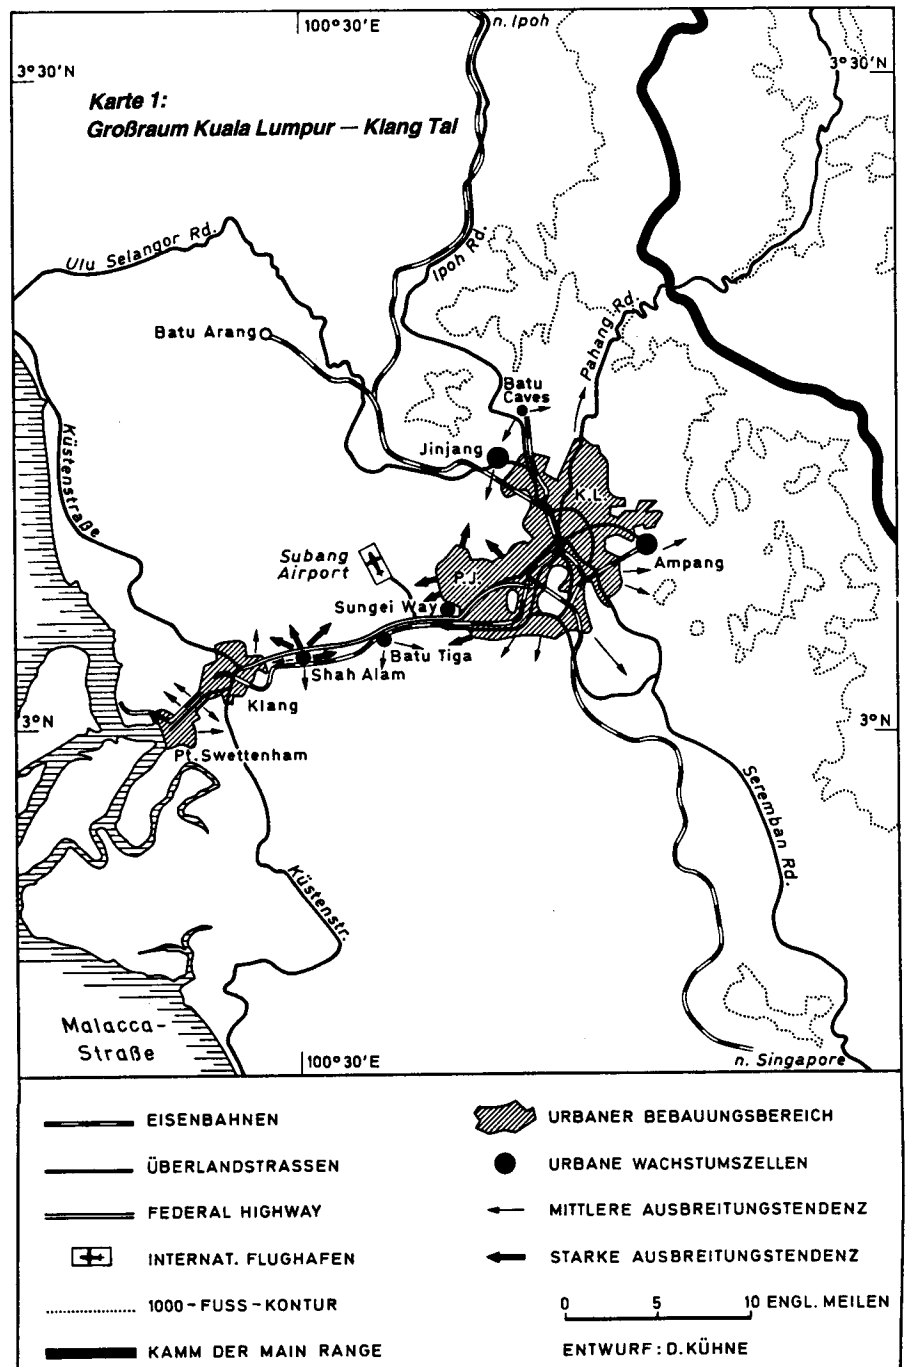 100°30'E
n. Ipoh
3°30'N
3°30'N
Karte 1:
Großraum Kuala Lumpur — Klang Tal
Ulu Selangor Rd.
Ipoh Rd.
Pahang Rd.
Batu Arang
Batu
Caves
Küstenstraße
Jinjang
K.L.
Subang
Airport
Ampang
P.J.
Sungei Way
Batu Tiga
Shah Alam
Klang
3°N
3°N
Pt. Swettenham
Seremban Rd.
Küstenstr.
Malacca-
Straße
100°30'E
n. Singapore
EISENBAHNEN
ÜBERLANDSTRASSEN
FEDERAL HIGHWAY
INTERNAT. FLUGHAFEN
1000-FUSS-KONTUR
KAMM DER MAIN RANGE
URBANER BEBAUUNGSBEREICH
URBANE WACHSTUMSZELLEN
MITTLERE AUSBREITUNGSTENDENZ
STARKE AUSBREITUNGSTENDENZ
0 5 10 ENGL. MEILEN
ENTWURF: D. KÜHNE